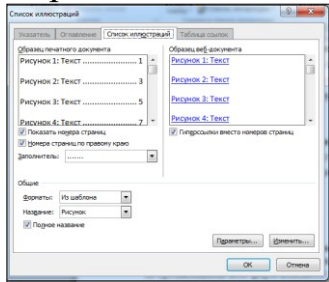 Список иллюстраций
Указатель Оглавление Список иллюстраций Таблица ссылок
Образец печатного документа
Рисунок 1: Текст ................... 1
Рисунок 2: Текст ................... 3
Рисунок 3: Текст ................... 5
Рисунок 4: Текст ................... 7
Показать номера страниц
Номера страниц по правому краю
Заполнитель: .......
Образец веб-документа
Рисунок 1: Текст
Рисунок 2: Текст
Рисунок 3: Текст
Рисунок 4: Текст
Гиперссылки вместо номеров страниц
Общие
Форматы: Из шаблона
Название: Рисунок
Полное название
Параметры... Изменить...
ОК Отмена